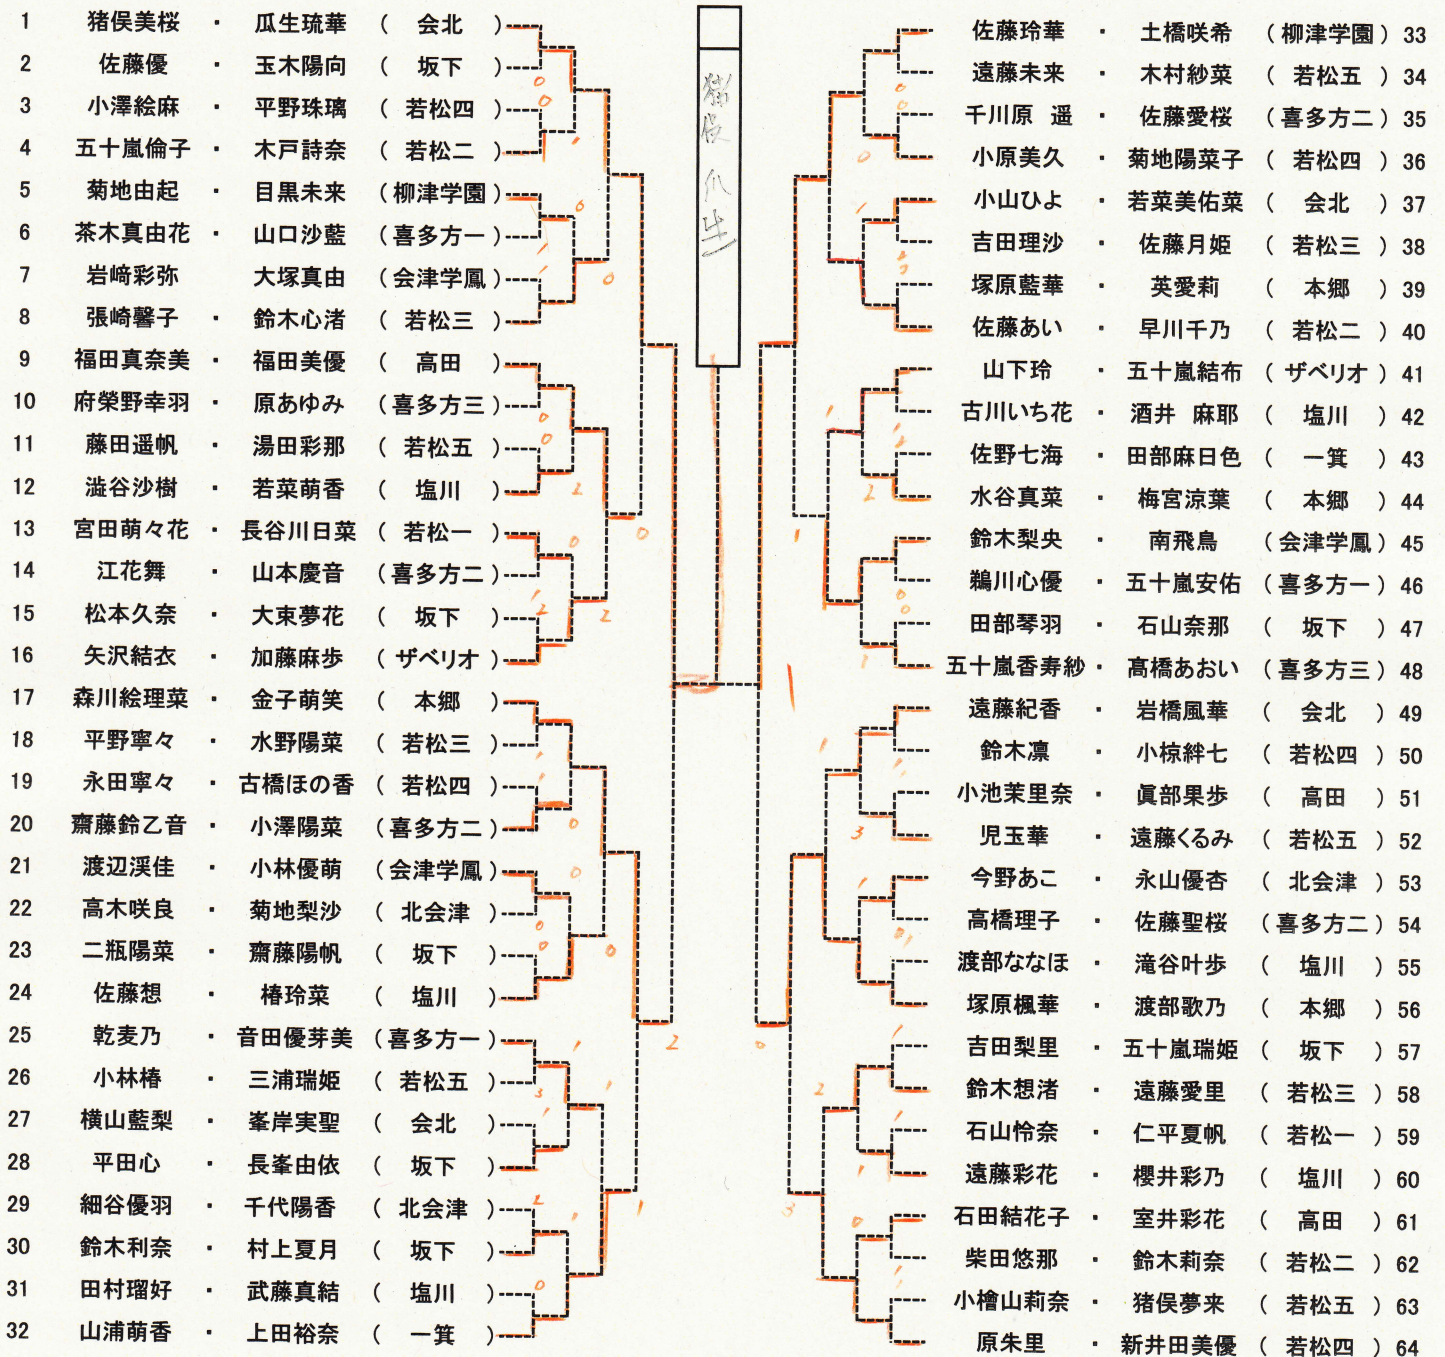 1 猪俣美桜 ・ 瓜生琉華 ( 会北 )
2 佐藤優 ・ 玉木陽向 ( 坂下 )
3 小澤絵麻 ・ 平野珠璃 ( 若松四 )
4 五十嵐倫子 ・ 木戸詩奈 ( 若松二 )
5 菊地由起 ・ 目黒未来 ( 柳津学園 )
6 茶木真由花 ・ 山口沙藍 ( 喜多方一 )
7 岩﨑彩弥 ・ 大塚真由 ( 会津学鳳 )
8 張崎馨子 ・ 鈴木心渚 ( 若松三 )
9 福田真奈美 ・ 福田美優 ( 高田 )
10 府榮野幸羽 ・ 原あゆみ ( 喜多方三 )
11 藤田遥帆 ・ 湯田彩那 ( 若松五 )
12 澁谷沙樹 ・ 若菜萌香 ( 塩川 )
13 宮田萌々花 ・ 長谷川日菜 ( 若松一 )
14 江花舞 ・ 山本慶音 ( 喜多方二 )
15 松本久奈 ・ 大束夢花 ( 坂下 )
16 矢沢結衣 ・ 加藤麻歩 ( ザベリオ )
17 森川絵理菜 ・ 金子萌笑 ( 本郷 )
18 平野寧々 ・ 水野陽菜 ( 若松三 )
19 永田寧々 ・ 古橋ほの香 ( 若松四 )
20 齋藤鈴乙音 ・ 小澤陽菜 ( 喜多方二 )
21 渡辺渓佳 ・ 小林優萌 ( 会津学鳳 )
22 高木咲良 ・ 菊地梨沙 ( 北会津 )
23 二瓶陽菜 ・ 齋藤陽帆 ( 坂下 )
24 佐藤想 ・ 椿玲菜 ( 塩川 )
25 乾麦乃 ・ 音田優芽美 ( 喜多方一 )
26 小林椿 ・ 三浦瑞姫 ( 若松五 )
27 横山藍梨 ・ 峯岸実聖 ( 会北 )
28 平田心 ・ 長峯由依 ( 坂下 )
29 細谷優羽 ・ 千代陽香 ( 北会津 )
30 鈴木利奈 ・ 村上夏月 ( 坂下 )
31 田村瑠好 ・ 武藤真結 ( 塩川 )
32 山浦萌香 ・ 上田裕奈 ( 一箕 )
猪俣 瓜生
佐藤玲華 ・ 土橋咲希 ( 柳津学園 ) 33
遠藤未来 ・ 木村紗菜 ( 若松五 ) 34
千川原 遥 ・ 佐藤愛桜 ( 喜多方二 ) 35
小原美久 ・ 菊地陽菜子 ( 若松四 ) 36
小山ひよ ・ 若菜美佑菜 ( 会北 ) 37
吉田理沙 ・ 佐藤月姫 ( 若松三 ) 38
塚原藍華 ・ 英愛莉 ( 本郷 ) 39
佐藤あい ・ 早川千乃 ( 若松二 ) 40
山下玲 ・ 五十嵐結布 ( ザベリオ ) 41
古川いち花 ・ 酒井 麻耶 ( 塩川 ) 42
佐野七海 ・ 田部麻日色 ( 一箕 ) 43
水谷真菜 ・ 梅宮涼葉 ( 本郷 ) 44
鈴木梨央 ・ 南飛鳥 ( 会津学鳳 ) 45
鵜川心優 ・ 五十嵐安佑 ( 喜多方一 ) 46
田部琴羽 ・ 石山奈那 ( 坂下 ) 47
五十嵐香寿紗 ・ 髙橋あおい ( 喜多方三 ) 48
遠藤紀香 ・ 岩橋風華 ( 会北 ) 49
鈴木凛 ・ 小椋絆七 ( 若松四 ) 50
小池茉里奈 ・ 眞部果歩 ( 高田 ) 51
児玉華 ・ 遠藤くるみ ( 若松五 ) 52
今野あこ ・ 永山優杏 ( 北会津 ) 53
高橋理子 ・ 佐藤聖桜 ( 喜多方二 ) 54
渡部ななほ ・ 滝谷叶歩 ( 塩川 ) 55
塚原楓華 ・ 渡部歌乃 ( 本郷 ) 56
吉田梨里 ・ 五十嵐瑞姫 ( 坂下 ) 57
鈴木想渚 ・ 遠藤愛里 ( 若松三 ) 58
石山怜奈 ・ 仁平夏帆 ( 若松一 ) 59
遠藤彩花 ・ 櫻井彩乃 ( 塩川 ) 60
石田結花子 ・ 室井彩花 ( 高田 ) 61
柴田悠那 ・ 鈴木莉奈 ( 若松二 ) 62
小檜山莉奈 ・ 猪俣夢来 ( 若松五 ) 63
原朱里 ・ 新井田美優 ( 若松四 ) 64